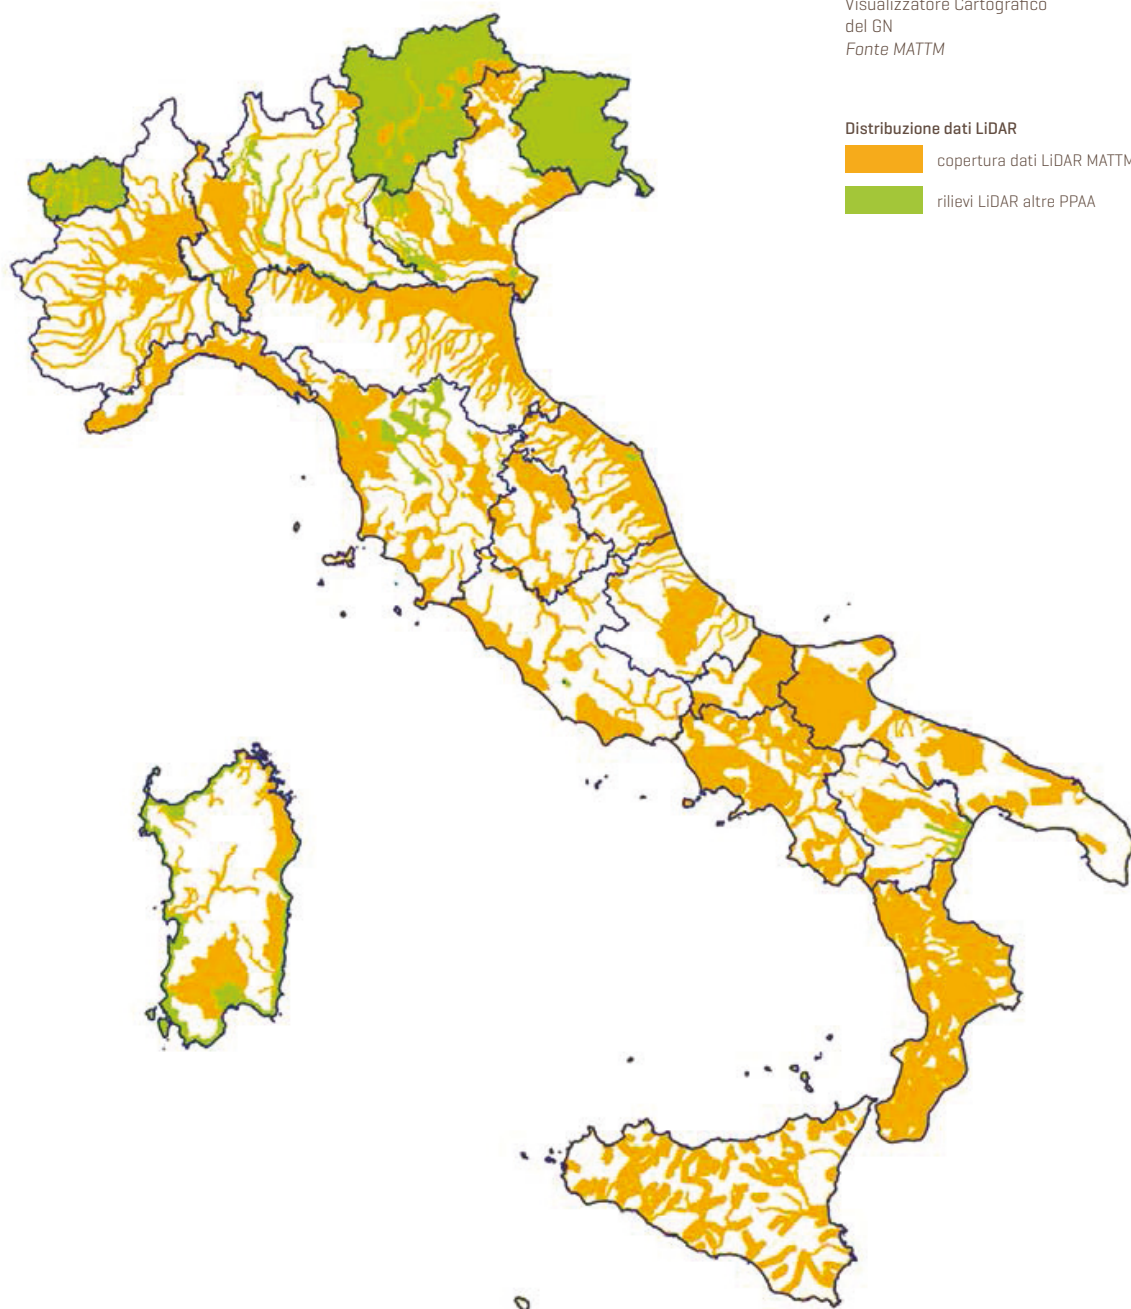 Visualizzatore Cartografico
del GN
Fonte MATTM
Distribuzione dati LiDAR
copertura dati LiDAR MATTM
rilievi LiDAR altre PPAA